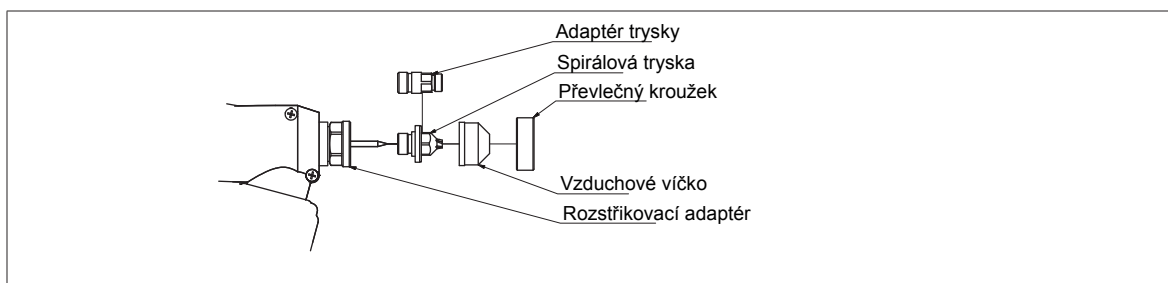 Adaptér trysky
Spirálová tryska
Převlečný kroužek
Vzduchové víčko
Rozstřikovací adaptér